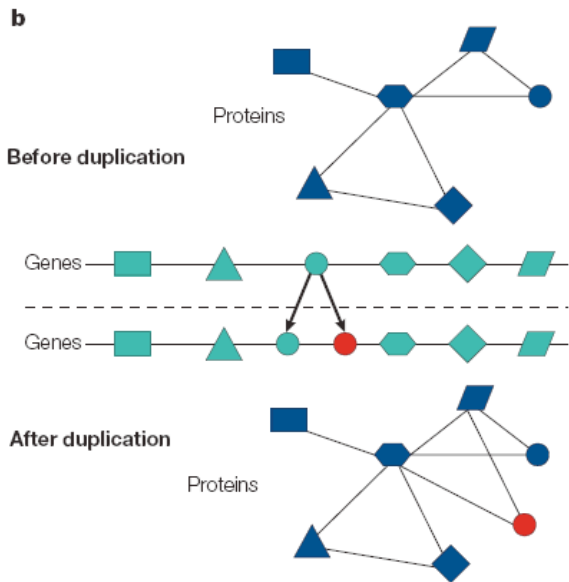 b
Proteins
Before duplication
Genes
Genes
After duplication
Proteins